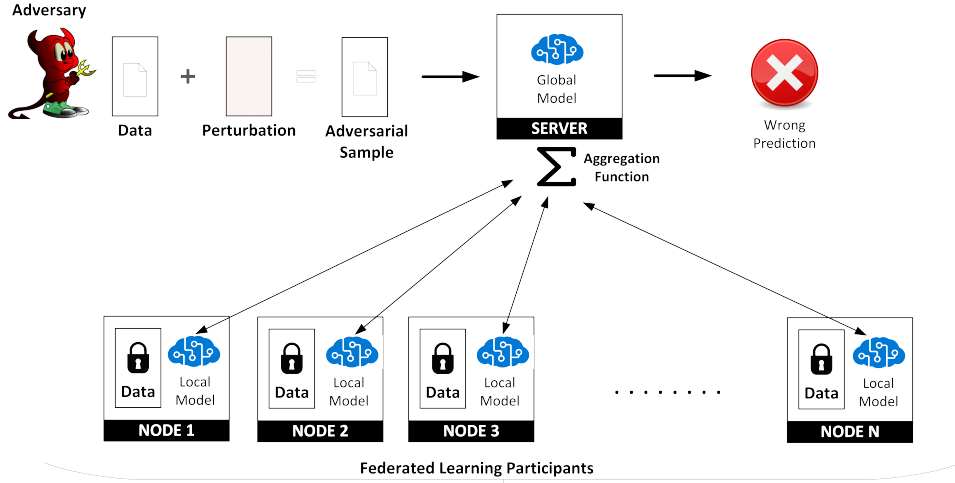 Adversary
Data
+
Perturbation
=
Adversarial
Sample
Global
Model
SERVER
Wrong
Prediction
Σ
Aggregation
Function
Data
Local
Model
NODE 1
Data
Local
Model
NODE 2
Data
Local
Model
NODE 3
. . . . . . . .
Data
Local
Model
NODE N
Federated Learning Participants